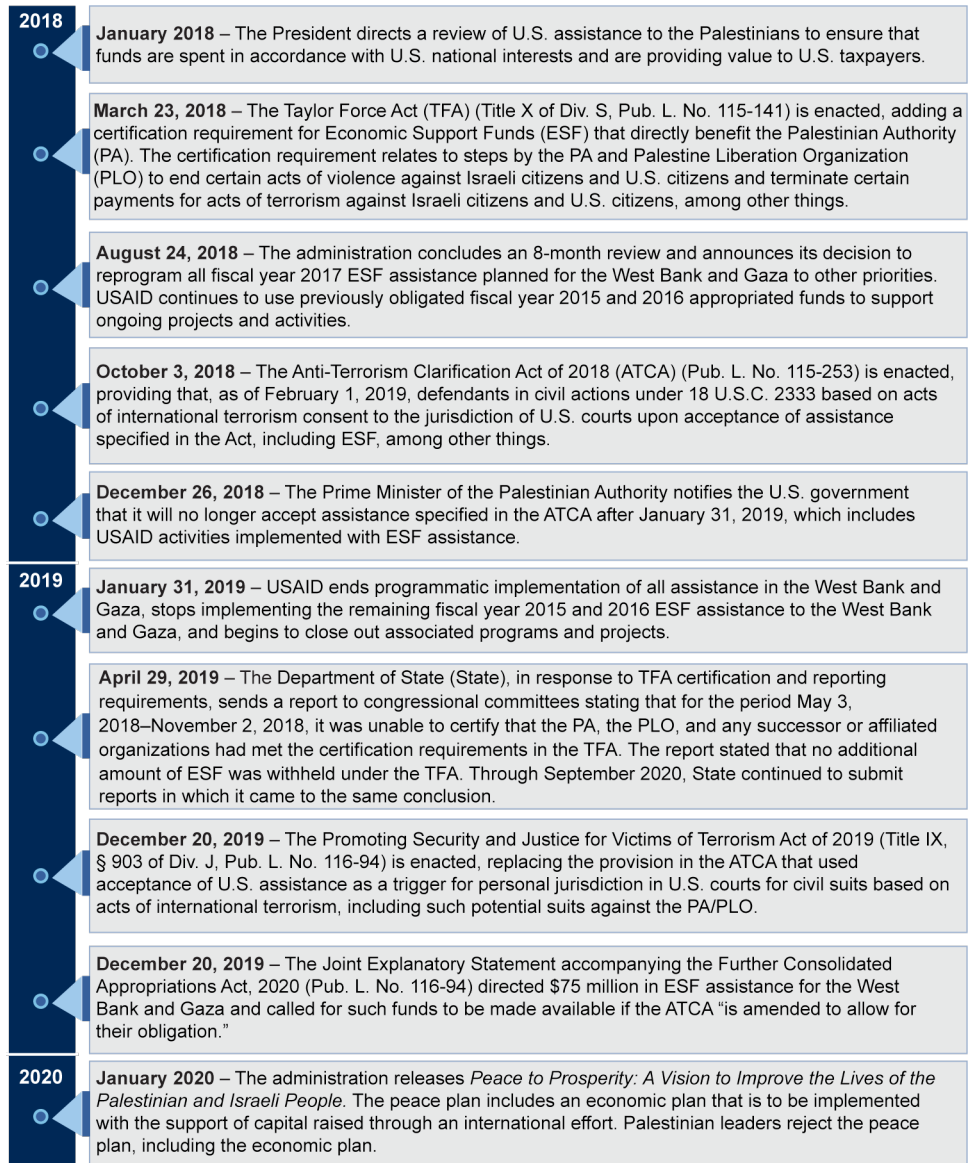 2018
January 2018 – The President directs a review of U.S. assistance to the Palestinians to ensure that
funds are spent in accordance with U.S. national interests and are providing value to U.S. taxpayers.
March 23, 2018 – The Taylor Force Act (TFA) (Title X of Div. S, Pub. L. No. 115-141) is enacted, adding a
certification requirement for Economic Support Funds (ESF) that directly benefit the Palestinian Authority
(PA). The certification requirement relates to steps by the PA and Palestine Liberation Organization
(PLO) to end certain acts of violence against Israeli citizens and U.S. citizens and terminate certain
payments for acts of terrorism against Israeli citizens and U.S. citizens, among other things.
August 24, 2018 – The administration concludes an 8-month review and announces its decision to
reprogram all fiscal year 2017 ESF assistance planned for the West Bank and Gaza to other priorities.
USAID continues to use previously obligated fiscal year 2015 and 2016 appropriated funds to support
ongoing projects and activities.
October 3, 2018 – The Anti-Terrorism Clarification Act of 2018 (ATCA) (Pub. L. No. 115-253) is enacted,
providing that, as of February 1, 2019, defendants in civil actions under 18 U.S.C. 2333 based on acts
of international terrorism consent to the jurisdiction of U.S. courts upon acceptance of assistance
specified in the Act, including ESF, among other things.
December 26, 2018 – The Prime Minister of the Palestinian Authority notifies the U.S. government
that it will no longer accept assistance specified in the ATCA after January 31, 2019, which includes
USAID activities implemented with ESF assistance.
2019
January 31, 2019 – USAID ends programmatic implementation of all assistance in the West Bank and
Gaza, stops implementing the remaining fiscal year 2015 and 2016 ESF assistance to the West Bank
and Gaza, and begins to close out associated programs and projects.
April 29, 2019 – The Department of State (State), in response to TFA certification and reporting
requirements, sends a report to congressional committees stating that for the period May 3,
2018–November 2, 2018, it was unable to certify that the PA, the PLO, and any successor or affiliated
organizations had met the certification requirements in the TFA. The report stated that no additional
amount of ESF was withheld under the TFA. Through September 2020, State continued to submit
reports in which it came to the same conclusion.
December 20, 2019 – The Promoting Security and Justice for Victims of Terrorism Act of 2019 (Title IX,
§ 903 of Div. J, Pub. L. No. 116-94) is enacted, replacing the provision in the ATCA that used
acceptance of U.S. assistance as a trigger for personal jurisdiction in U.S. courts for civil suits based on
acts of international terrorism, including such potential suits against the PA/PLO.
December 20, 2019 – The Joint Explanatory Statement accompanying the Further Consolidated
Appropriations Act, 2020 (Pub. L. No. 116-94) directed $75 million in ESF assistance for the West
Bank and Gaza and called for such funds to be made available if the ATCA “is amended to allow for
their obligation.”
2020
January 2020 – The administration releases Peace to Prosperity: A Vision to Improve the Lives of the
Palestinian and Israeli People. The peace plan includes an economic plan that is to be implemented
with the support of capital raised through an international effort. Palestinian leaders reject the peace
plan, including the economic plan.